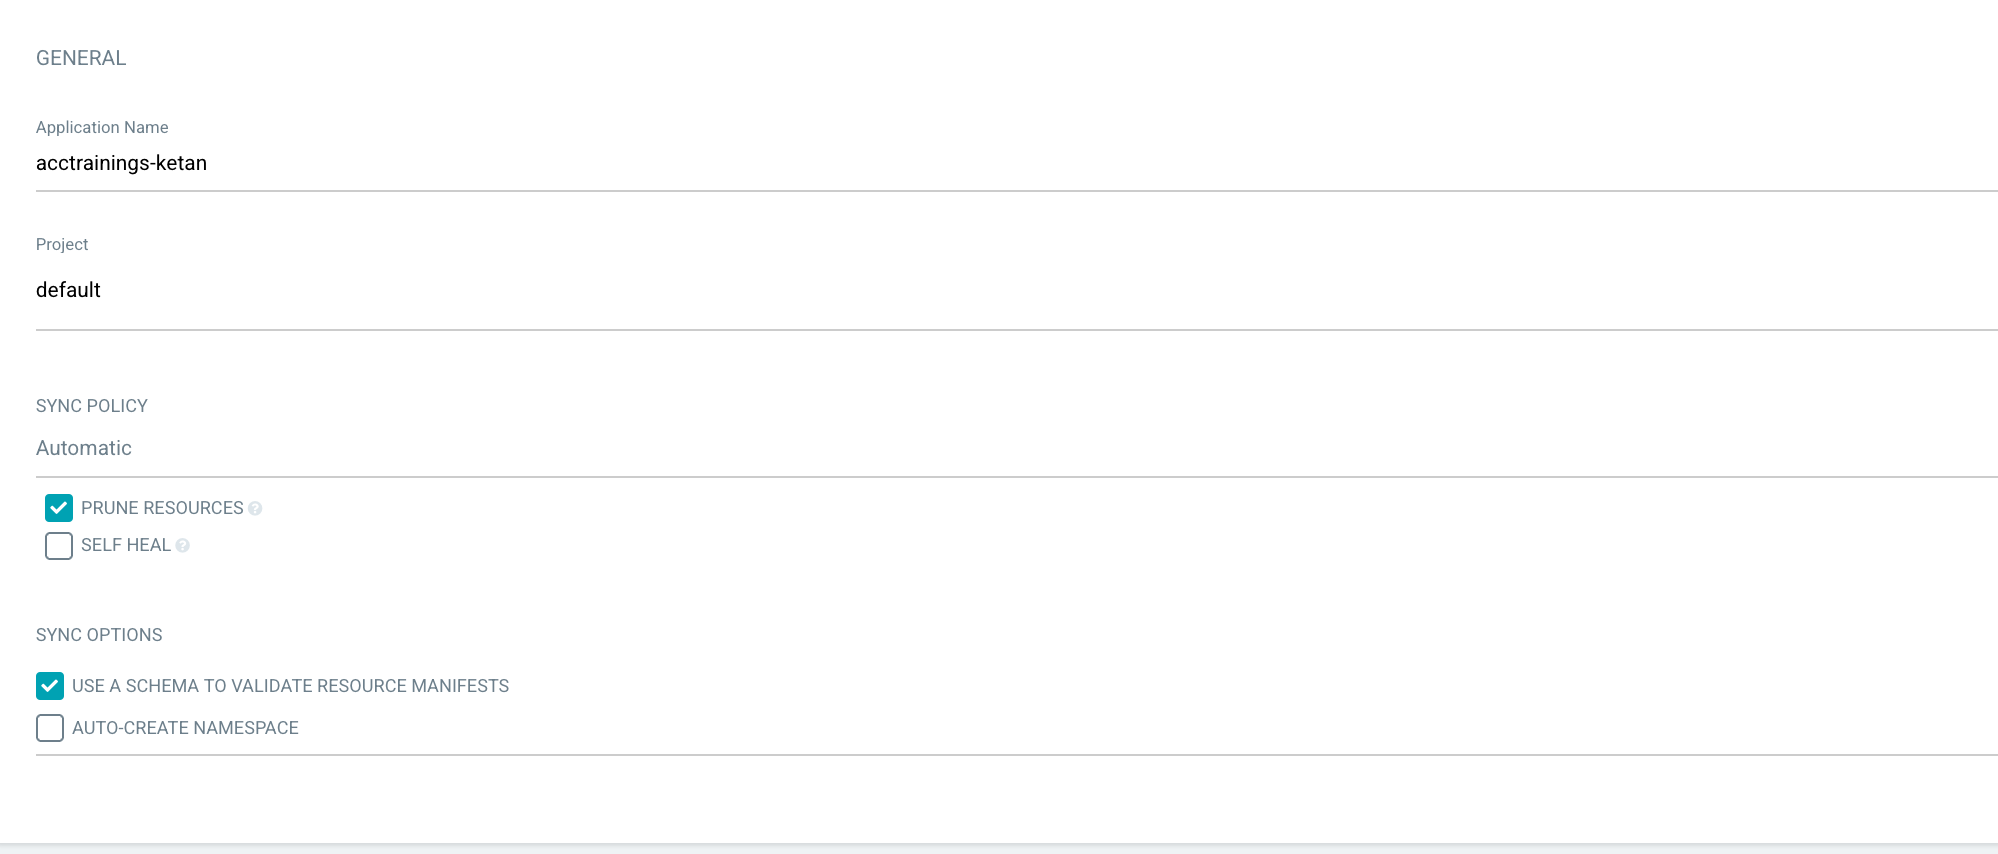 GENERAL
Application Name
acctrainings-ketan
Project
default
SYNC POLICY
Automatic
PRUNE RESOURCES ?
SELF HEAL ?
SYNC OPTIONS
USE A SCHEMA TO VALIDATE RESOURCE MANIFESTS
AUTO-CREATE NAMESPACE